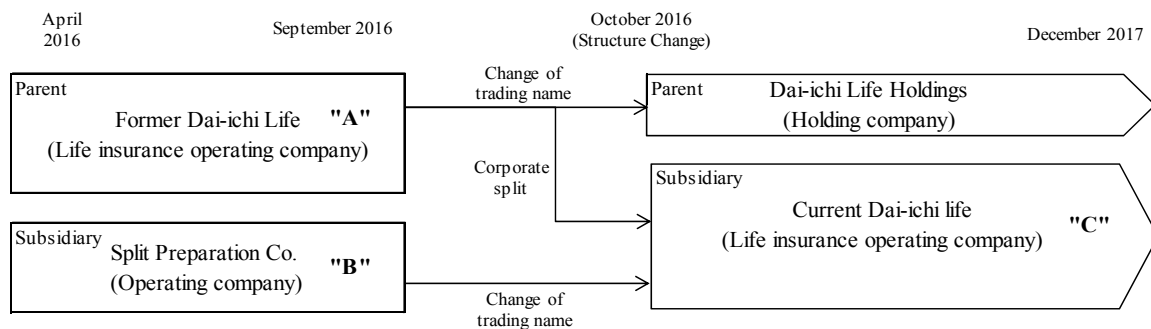 April
2016
September 2016
October 2016
(Structure Change)
December 2017
Parent
Former Dai-ichi Life "A"
(Life insurance operating company)
Change of
trading name
Parent
Dai-ichi Life Holdings
(Holding company)
Corporate
split
Subsidiary
Split Preparation Co. "B"
(Operating company)
Subsidiary
Current Dai-ichi life
(Life insurance operating company) "C"
Change of
trading name